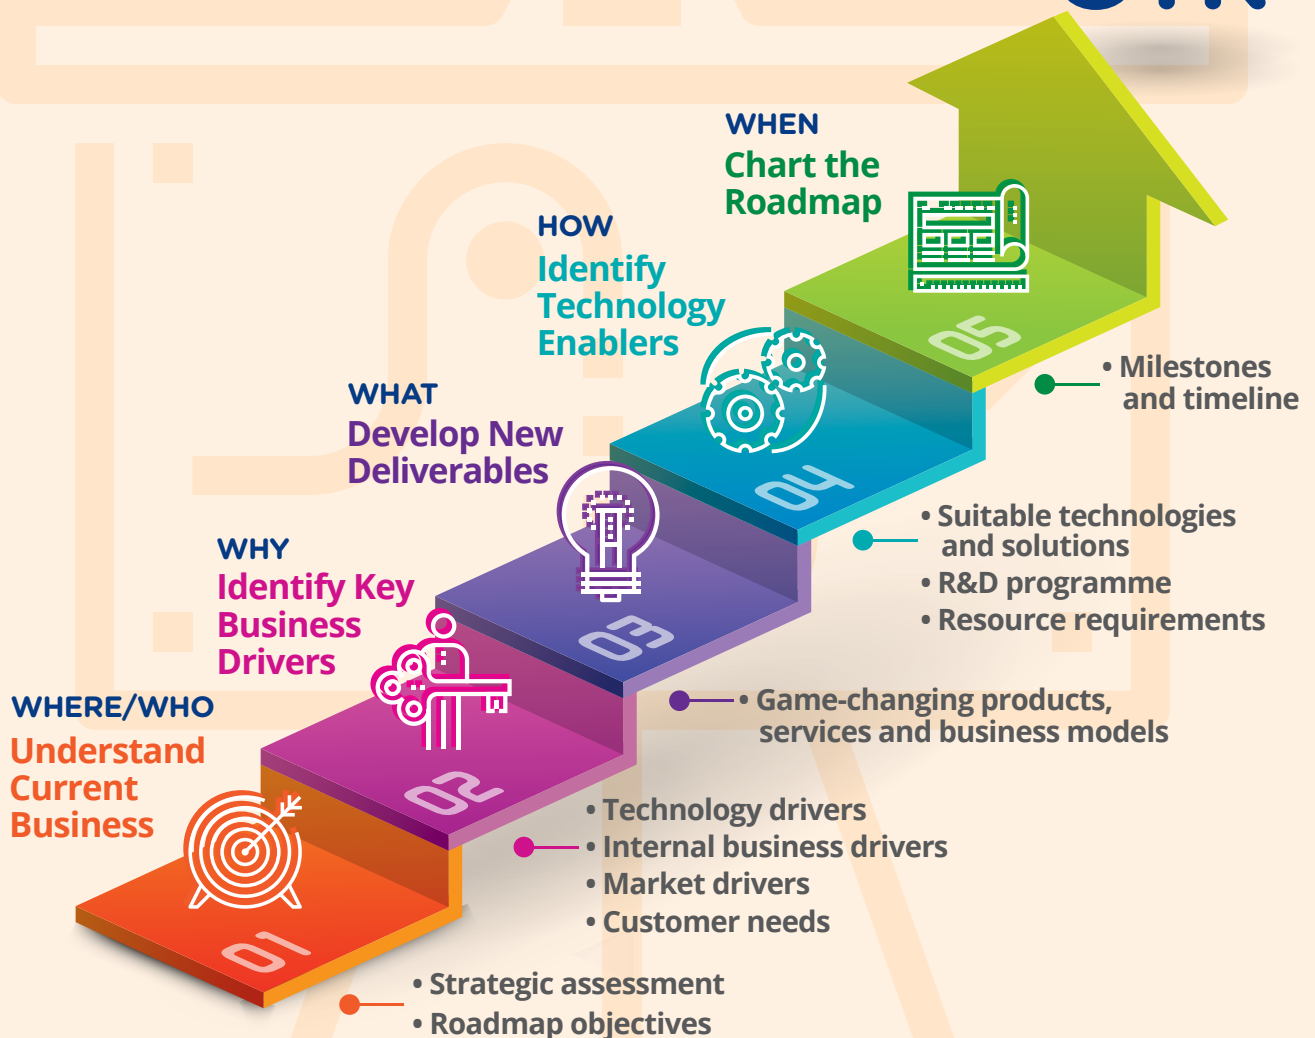 WHEN
Chart the
Roadmap
HOW
Identify
Technology
Enablers
WHAT
Develop New
Deliverables
WHY
Identify Key
Business
Drivers
WHERE/WHO
Understand
Current
Business
05
04
03
02
01
• Milestones
and timeline
• Suitable technologies
and solutions
• R&D programme
• Resource requirements
• Game-changing products,
services and business models
• Technology drivers
• Internal business drivers
• Market drivers
• Customer needs
• Strategic assessment
• Roadmap objectives